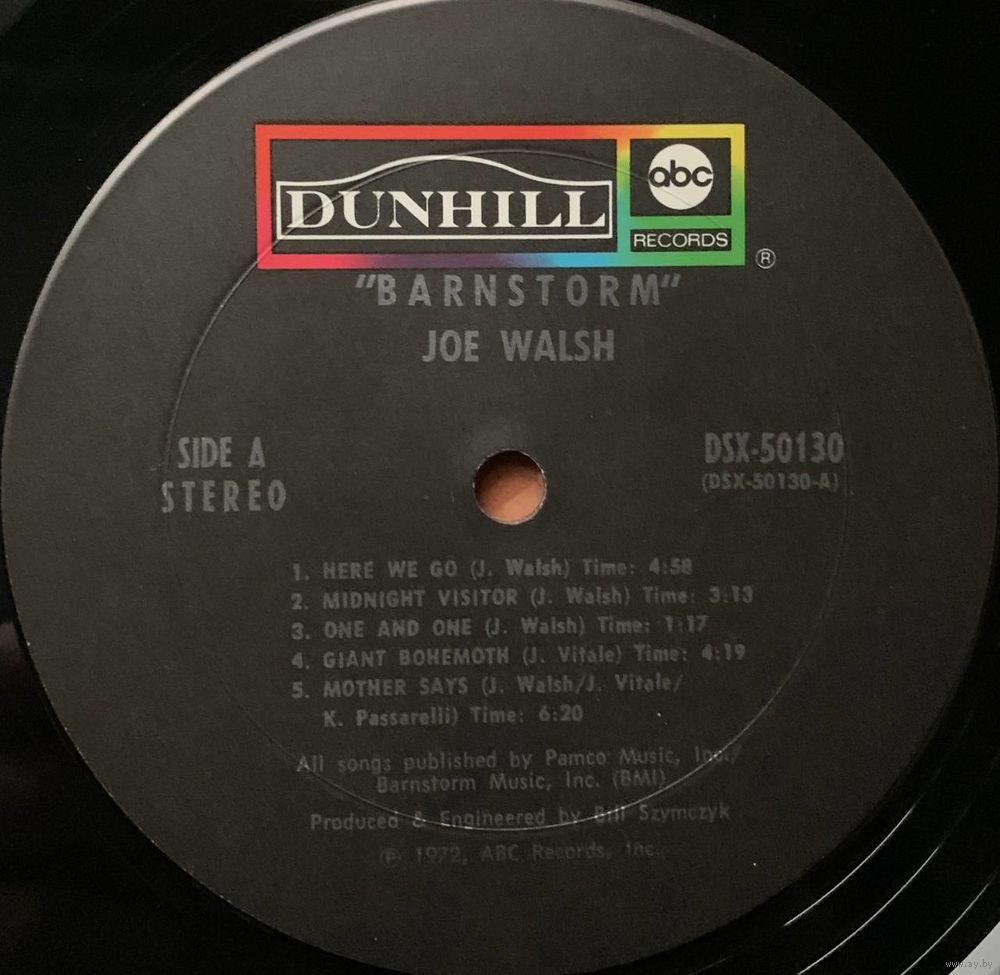 DUNHILL
abc
RECORDS
®
"BARNSTORM"
JOE WALSH
SIDE A
STEREO
DSX-50130
(DSX-50130-A)
1. HERE WE GO (J. Walsh) Time: 4:58
2. MIDNIGHT VISITOR (J. Walsh) Time: 3:13
3. ONE AND ONE (J. Walsh) Time: 1:17
4. GIANT BOHEMOTH (J. Vitale) Time: 4:19
5. MOTHER SAYS (J. Walsh/J. Vitale/
K. Passarelli) Time: 6:20
All songs published by Pamco Music, Inc./
Barnstorm Music, Inc. (BMI)
Produced & Engineered by Bill Szymczyk
℗ 1972, ABC Records, Inc.
www.ay.by